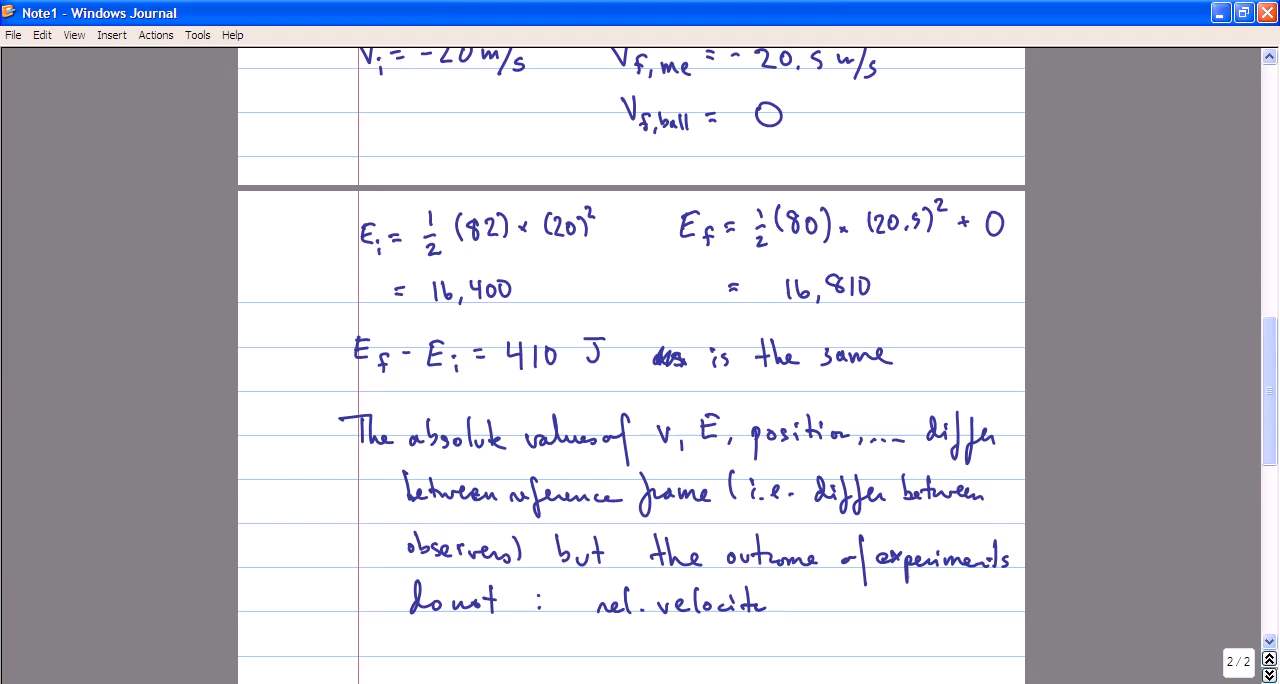 Note1 - Windows Journal
File Edit View Insert Actions Tools Help
Vi = -20 m/s Vf,me = - 20.5 m/s
Vf,ball = 0
Ei = 1/2 (82) × (20)² Ef = 1/2 (80) × (20.5)² + 0
= 16,400 = 16,810
Ef - Ei = 410 J is the same
The absolute values of v, E, position, .... differ
between reference frame (i.e. differ between
observers) but the outcome of experiments
do not : rel. velocite
2 / 2